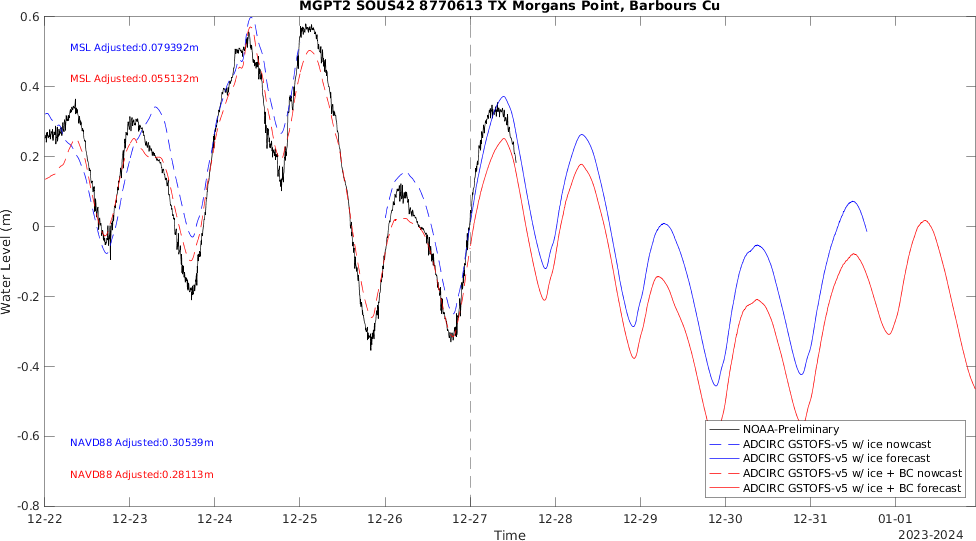 MGPT2 SOUS42 8770613 TX Morgans Point, Barbours Cu
MSL Adjusted:0.079392m
MSL Adjusted:0.055132m
NAVD88 Adjusted:0.30539m
NAVD88 Adjusted:0.28113m
Water Level (m)
0.6
0.4
0.2
0
-0.2
-0.4
-0.6
-0.8
NOAA-Preliminary
ADCIRC GSTOFS-v5 w/ ice nowcast
ADCIRC GSTOFS-v5 w/ ice forecast
ADCIRC GSTOFS-v5 w/ ice + BC nowcast
ADCIRC GSTOFS-v5 w/ ice + BC forecast
12-22 12-23 12-24 12-25 12-26 12-27 12-28 12-29 12-30 12-31 01-01
Time
2023-2024